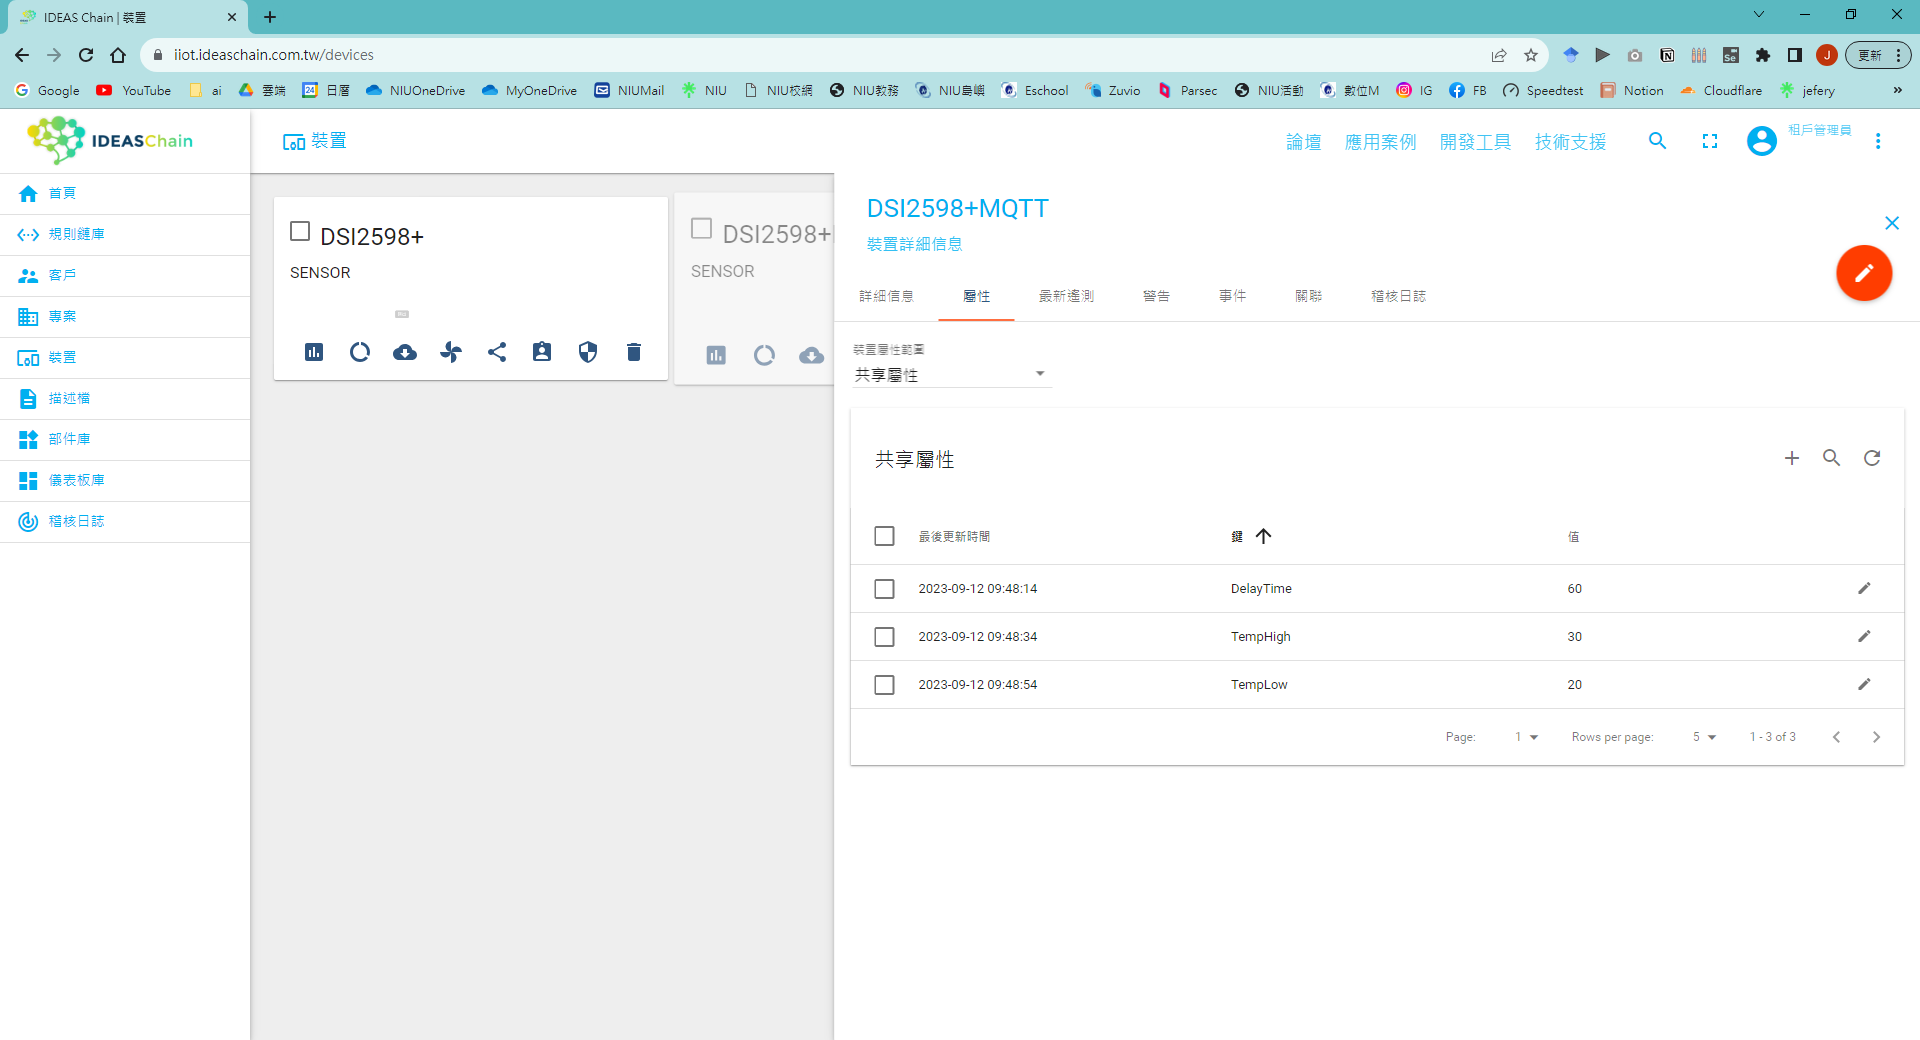 IDEAS Chain | 裝置
iiot.ideaschain.com.tw/devices
更新
Google
YouTube
ai
雲端
日曆
NIUOneDrive
MyOneDrive
NIUMail
NIU
NIU校網
NIU教務
NIU島嶼
Eschool
Zuvio
Parsec
NIU活動
數位M
IG
FB
Speedtest
Notion
Cloudflare
jefery
»
IDEASChain
裝置
論壇
應用案例
開發工具
技術支援
租戶管理員
首頁
規則鏈庫
客戶
專案
裝置
描述檔
部件庫
儀表板庫
稽核日誌
DSI2598+
SENSOR
DSI2598+
SENSOR
DSI2598+MQTT
裝置詳細信息
詳細信息
屬性
最新遙測
警告
事件
關聯
稽核日誌
裝置屬性範圍
共享屬性
共享屬性
最後更新時間 鍵 值
2023-09-12 09:48:14 DelayTime 60
2023-09-12 09:48:34 TempHigh 30
2023-09-12 09:48:54 TempLow 20
Page: 1 Rows per page: 5 1 - 3 of 3